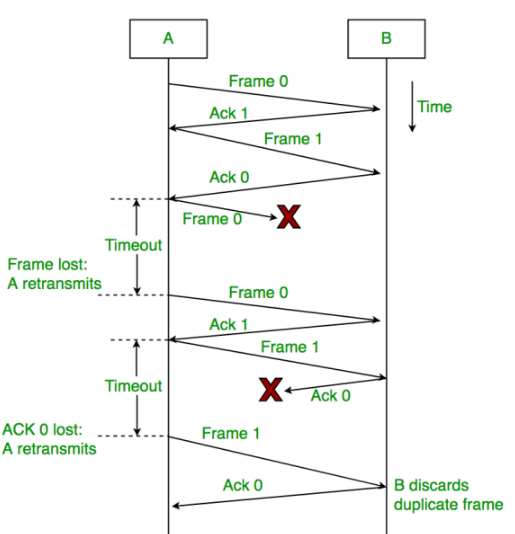 A
B
Frame 0
Time
Ack 1
Frame 1
Ack 0
Frame 0
X
Timeout
Frame lost:
A retransmits
Frame 0
Ack 1
Frame 1
Timeout
X
Ack 0
ACK 0 lost:
A retransmits
Frame 1
Ack 0
B discards
duplicate frame